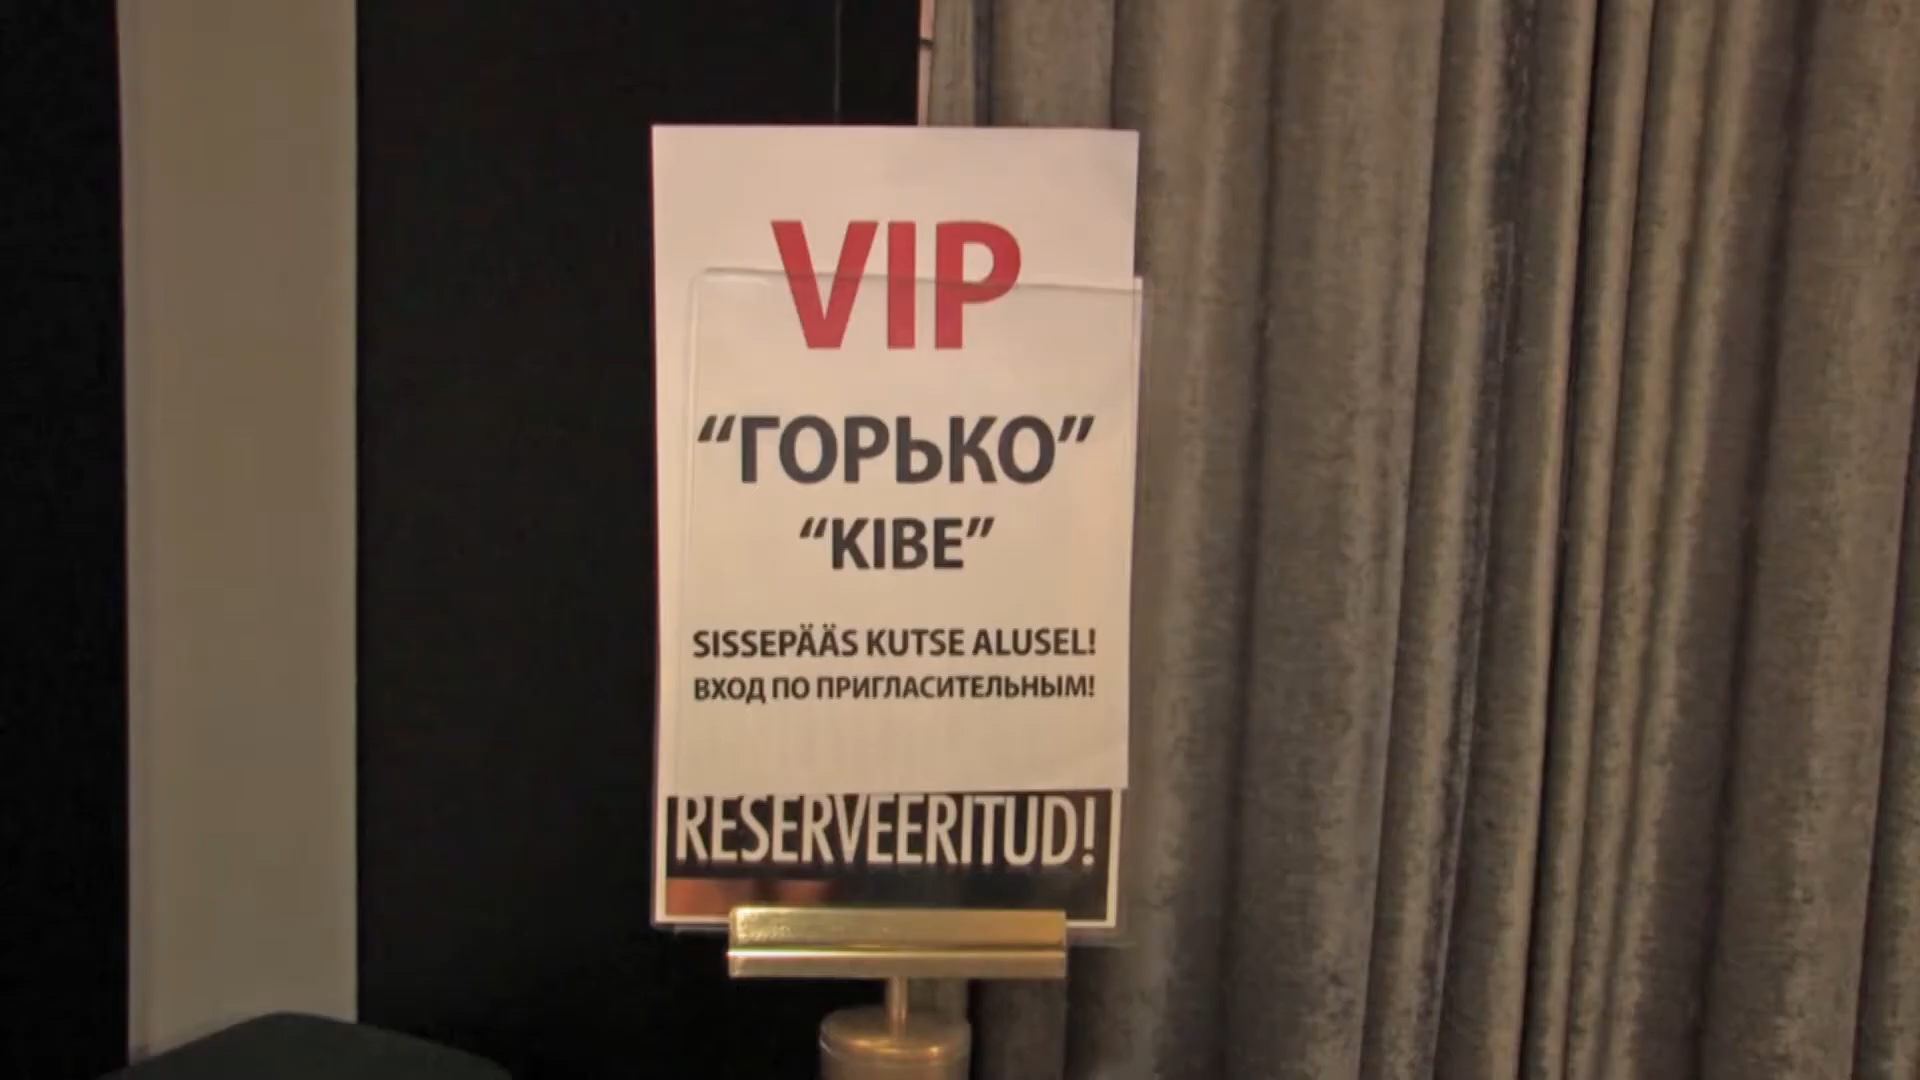 VIP
“ГОРЬКО”
“KIBE”
SISSEPÄÄS KUTSE ALUSEL!
ВХОД ПО ПРИГЛАСИТЕЛЬНЫМ!
RESERVEERITUD!